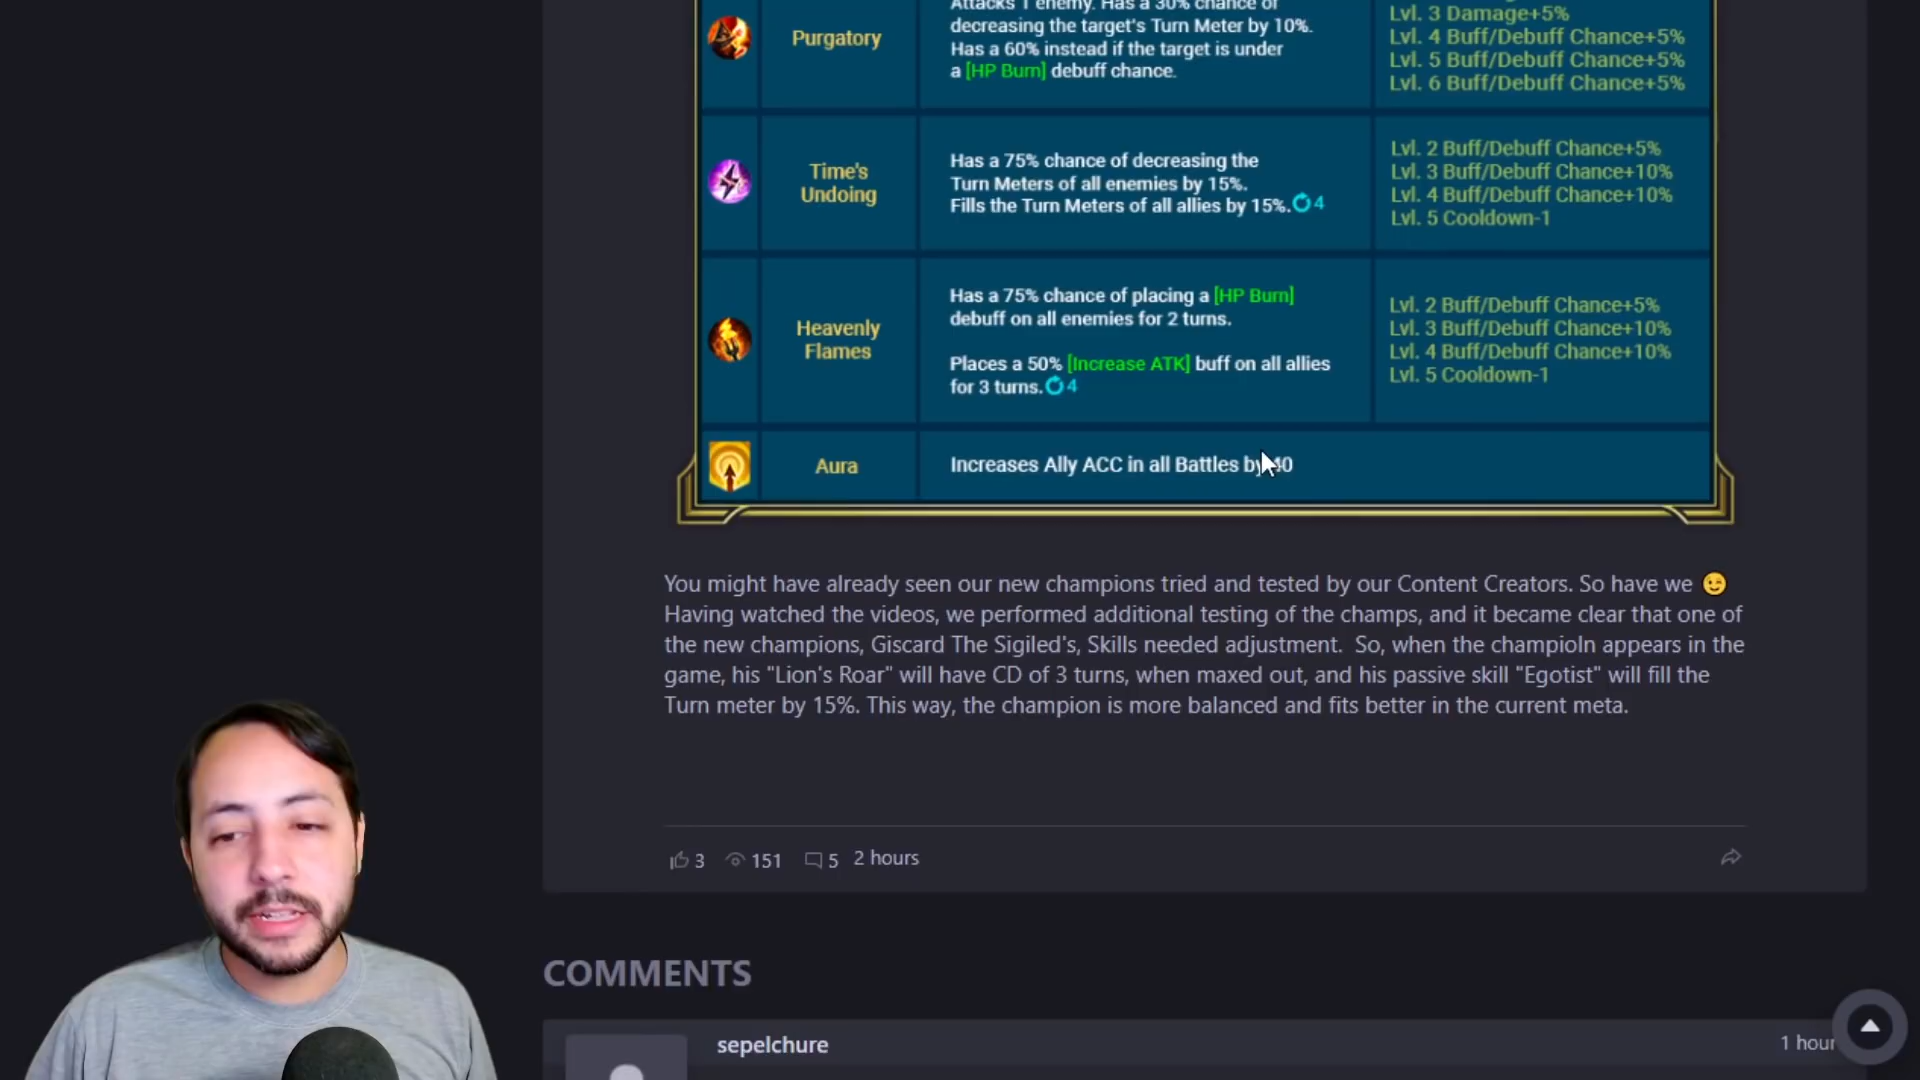 Attacks 1 enemy. Has a 30% chance of
decreasing the target's Turn Meter by 10%.
Has a 60% instead if the target is under
a [HP Burn] debuff chance.
Purgatory
Lvl. 3 Damage+5%
Lvl. 4 Buff/Debuff Chance+5%
Lvl. 5 Buff/Debuff Chance+5%
Lvl. 6 Buff/Debuff Chance+5%
Time's
Undoing
Has a 75% chance of decreasing the
Turn Meters of all enemies by 15%.
Fills the Turn Meters of all allies by 15%. 4
Lvl. 2 Buff/Debuff Chance+5%
Lvl. 3 Buff/Debuff Chance+10%
Lvl. 4 Buff/Debuff Chance+10%
Lvl. 5 Cooldown-1
Heavenly
Flames
Has a 75% chance of placing a [HP Burn]
debuff on all enemies for 2 turns.
Places a 50% [Increase ATK] buff on all allies
for 3 turns. 4
Lvl. 2 Buff/Debuff Chance+5%
Lvl. 3 Buff/Debuff Chance+10%
Lvl. 4 Buff/Debuff Chance+10%
Lvl. 5 Cooldown-1
Aura
Increases Ally ACC in all Battles by 40
You might have already seen our new champions tried and tested by our Content Creators. So have we 😉
Having watched the videos, we performed additional testing of the champs, and it became clear that one of
the new champions, Giscard The Sigiled's, Skills needed adjustment. So, when the champioln appears in the
game, his "Lion's Roar" will have CD of 3 turns, when maxed out, and his passive skill "Egotist" will fill the
Turn meter by 15%. This way, the champion is more balanced and fits better in the current meta.
3 151 5 2 hours
COMMENTS
sepelchure
1 hour